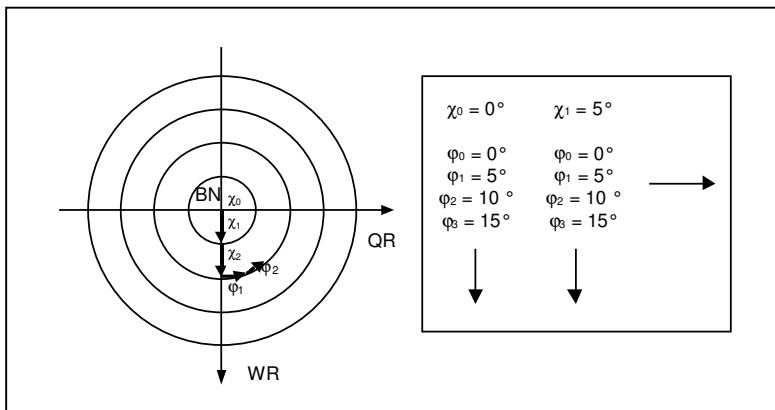 BN
χ₀
χ₁
QR
χ₂
φ₂
φ₁
WR
χ₀ = 0° χ₁ = 5°
φ₀ = 0° φ₀ = 0°
φ₁ = 5° φ₁ = 5°
φ₂ = 10 ° φ₂ = 10 °
φ₃ = 15° φ₃ = 15°